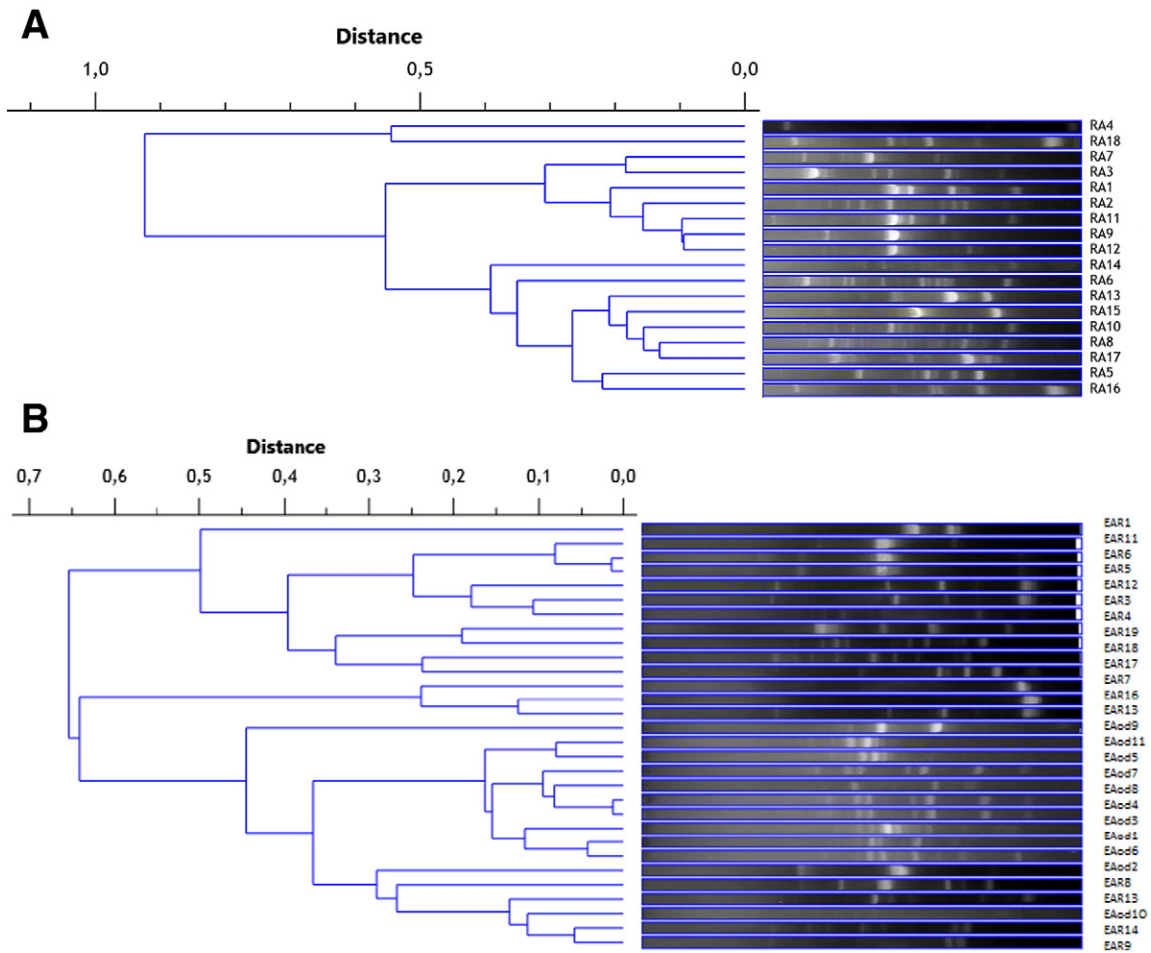 A
Distance
1,0 0,5 0,0
RA4
RA18
RA7
RA3
RA1
RA2
RA11
RA9
RA12
RA14
RA6
RA13
RA15
RA10
RA8
RA17
RA5
RA16
B
Distance
0,7 0,6 0,5 0,4 0,3 0,2 0,1 0,0
EAR1
EAR11
EAR6
EAR5
EAR12
EAR3
EAR4
EAR19
EAR18
EAR17
EAR7
EAR16
EAR13
EAod9
EAod11
EAod5
EAod7
EAod8
EAod4
EAod3
EAod1
EAod6
EAod2
EAR8
EAR13
EAod10
EAR14
EAR9